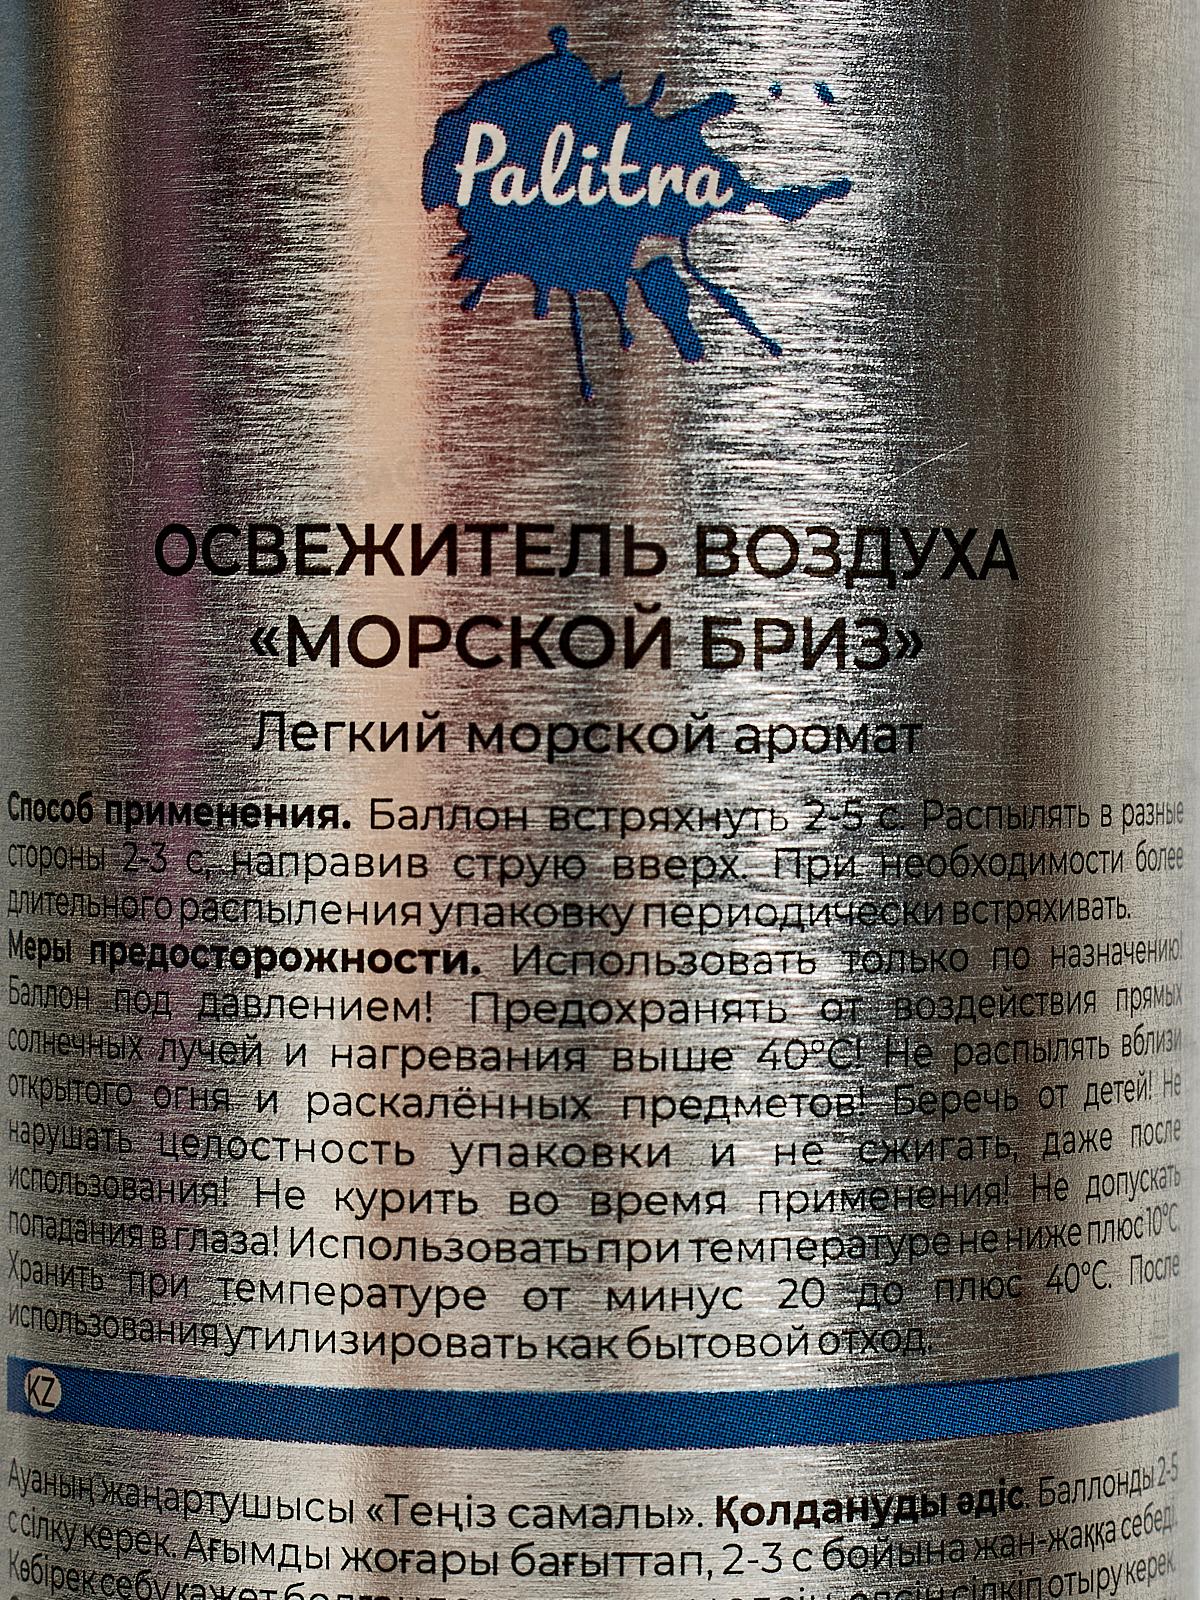 Palitra
ОСВЕЖИТЕЛЬ ВОЗДУХА
«МОРСКОЙ БРИЗ»
Легкий морской аромат
Способ применения. Баллон встряхнуть 2-5 с. Распылять в разные
стороны 2-3 с, направив струю вверх. При необходимости более
длительного распыления упаковку периодически встряхивать.
Меры предосторожности. Использовать только по назначению!
Баллон под давлением! Предохранять от воздействия прямых
солнечных лучей и нагревания выше 40°С! Не распылять вблизи
открытого огня и раскалённых предметов! Беречь от детей! Не
нарушать целостность упаковки и не сжигать, даже после
использования! Не курить во время применения! Не допускать
попадания в глаза! Использовать при температуре не ниже плюс 10°С.
Хранить при температуре от минус 20 до плюс 40°С. После
использования утилизировать как бытовой отход.
KZ
Ауаның жаңартушысы «Теңіз самалы». Қолдануды әдіс. Баллонды 2-5
с сілку керек. Ағымды жоғары бағыттап, 2-3 с бойына жан-жаққа себеді.
Көбірек себу қажет сілкіп отыру керек.